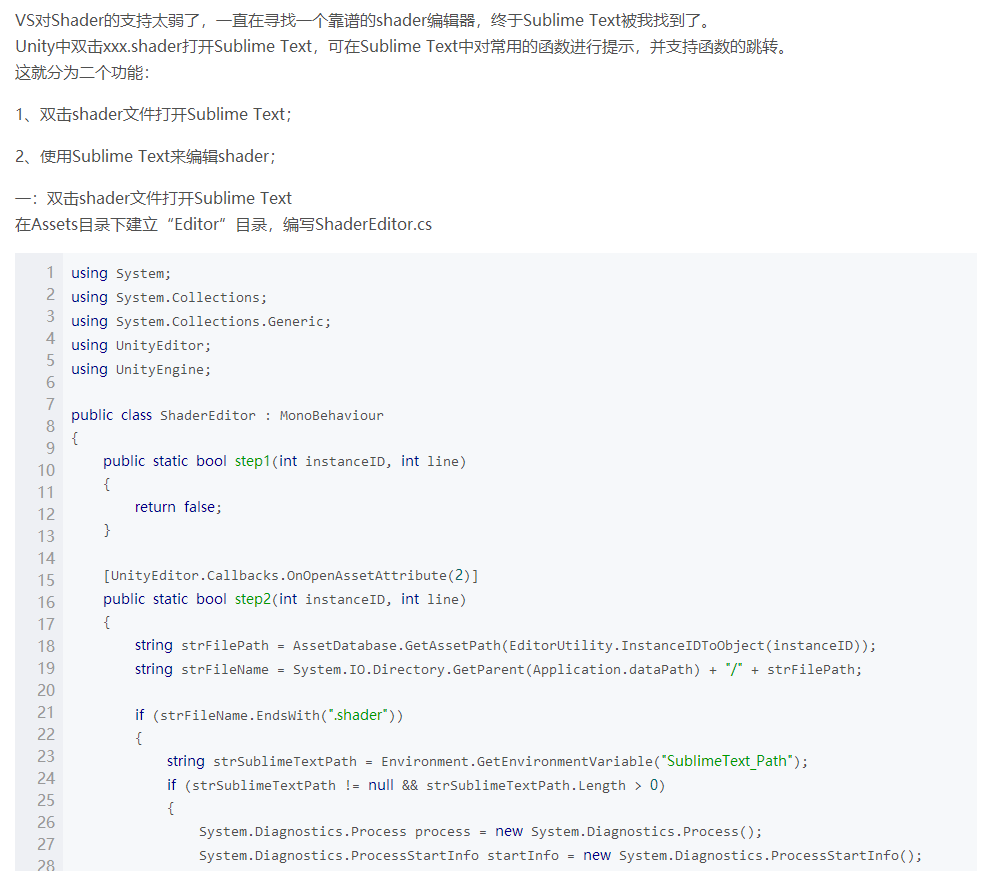 VS对Shader的支持太弱了，一直在寻找一个靠谱的shader编辑器，终于Sublime Text被我找到了。
Unity中双击xxx.shader打开Sublime Text，可在Sublime Text中对常用的函数进行提示，并支持函数的跳转。
这就分为二个功能：
1、双击shader文件打开Sublime Text；
2、使用Sublime Text来编辑shader；
一：双击shader文件打开Sublime Text
在Assets目录下建立“Editor”目录，编写ShaderEditor.cs
1 using System;
2 using System.Collections;
3 using System.Collections.Generic;
4 using UnityEditor;
5 using UnityEngine;
6
7 public class ShaderEditor : MonoBehaviour
8 {
9 public static bool step1(int instanceID, int line)
10 {
11 return false;
12 }
13
14 [UnityEditor.Callbacks.OnOpenAssetAttribute(2)]
15 public static bool step2(int instanceID, int line)
16 {
17 string strFilePath = AssetDatabase.GetAssetPath(EditorUtility.InstanceIDToObject(instanceID));
18 string strFileName = System.IO.Directory.GetParent(Application.dataPath) + "/" + strFilePath;
19
20 if (strFileName.EndsWith(".shader"))
21 {
22 string strSublimeTextPath = Environment.GetEnvironmentVariable("SublimeText_Path");
23 if (strSublimeTextPath != null && strSublimeTextPath.Length > 0)
24 {
25 System.Diagnostics.Process process = new System.Diagnostics.Process();
26 System.Diagnostics.ProcessStartInfo startInfo = new System.Diagnostics.ProcessStartInfo();
27
28